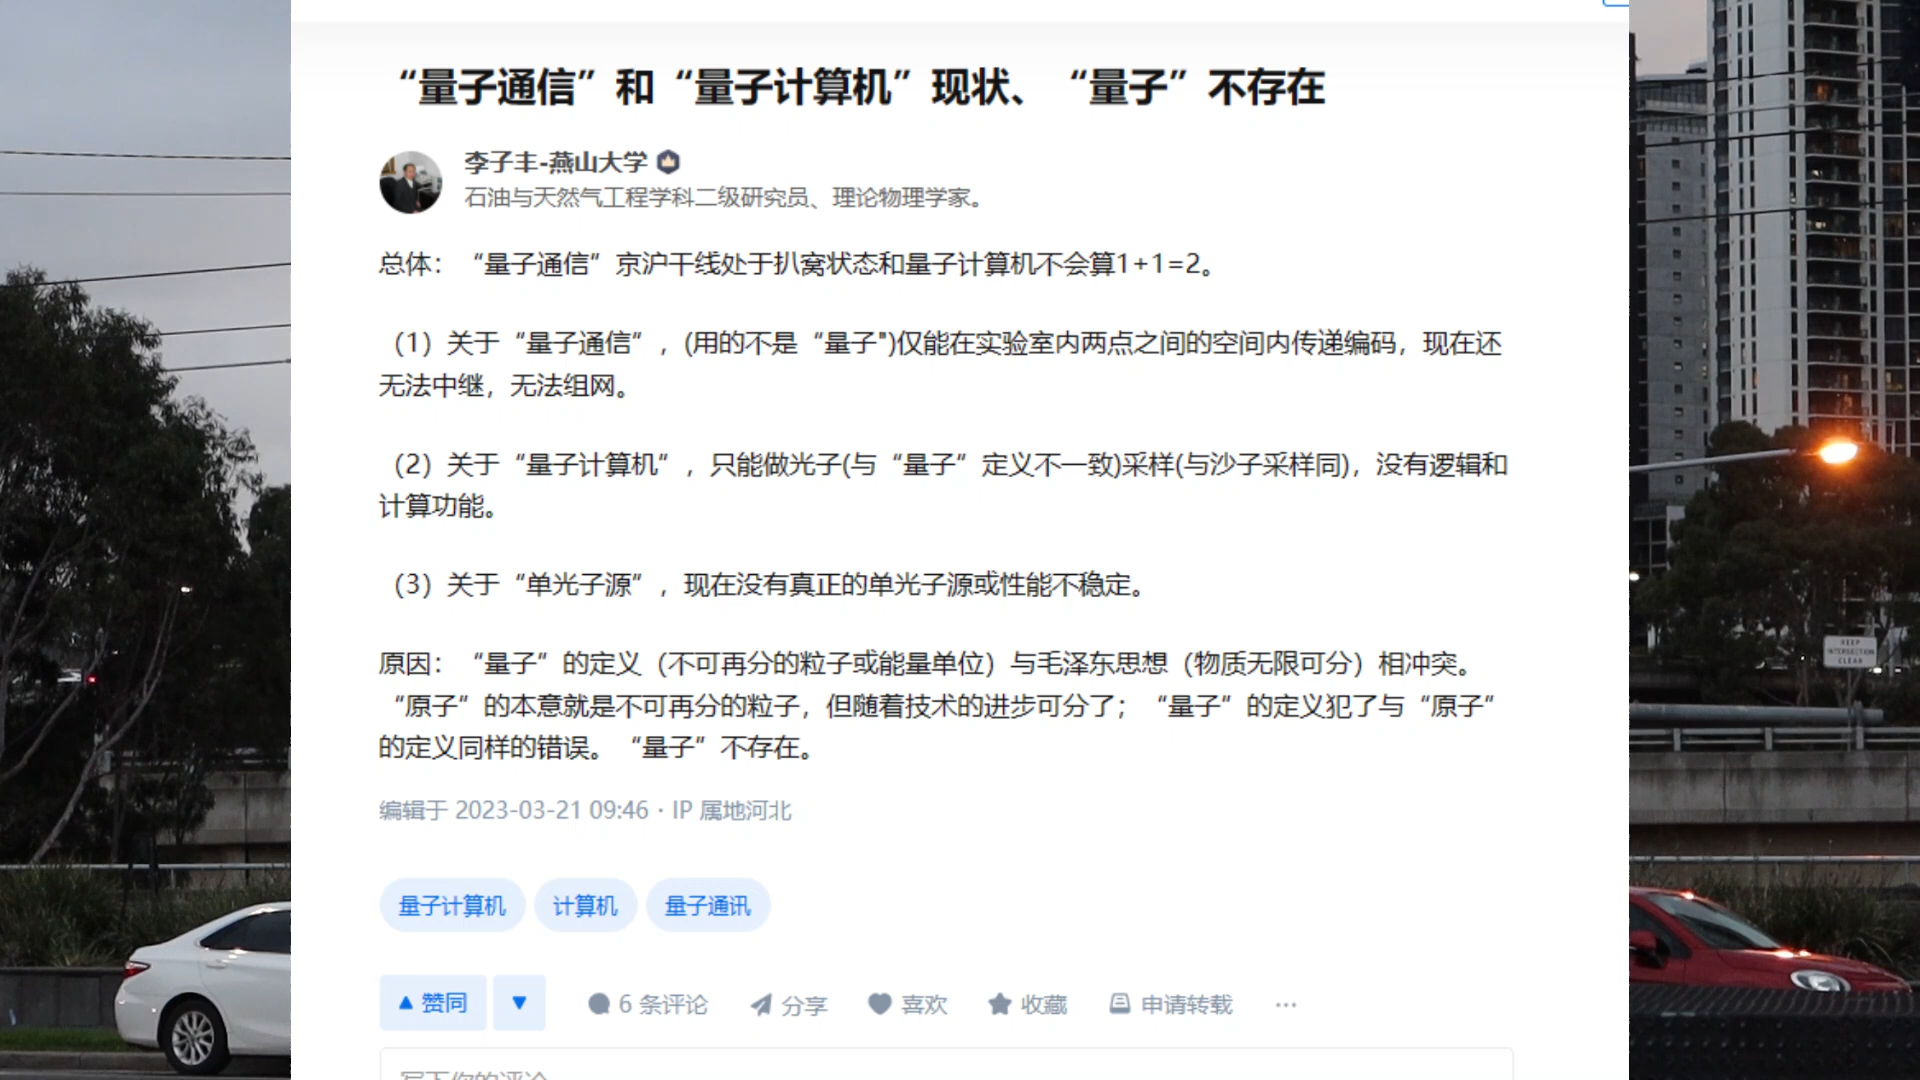 “量子通信”和“量子计算机”现状、“量子”不存在
李子丰-燕山大学
石油与天然气工程学科二级研究员、理论物理学家。
总体：“量子通信”京沪干线处于扒窝状态和量子计算机不会算1+1=2。
（1）关于“量子通信”，(用的不是“量子")仅能在实验室内两点之间的空间内传递编码，现在还
无法中继，无法组网。
（2）关于“量子计算机”，只能做光子(与“量子”定义不一致)采样(与沙子采样同)，没有逻辑和
计算功能。
（3）关于“单光子源”，现在没有真正的单光子源或性能不稳定。
原因：“量子”的定义（不可再分的粒子或能量单位）与毛泽东思想（物质无限可分）相冲突。
“原子”的本意就是不可再分的粒子，但随着技术的进步可分了；“量子”的定义犯了与“原子”
的定义同样的错误。“量子”不存在。
编辑于 2023-03-21 09:46・IP 属地河北
量子计算机 计算机 量子通讯
赞同 6 条评论 分享 喜欢 收藏 申请转载
KEEP
INTERSECTION
CLEAR